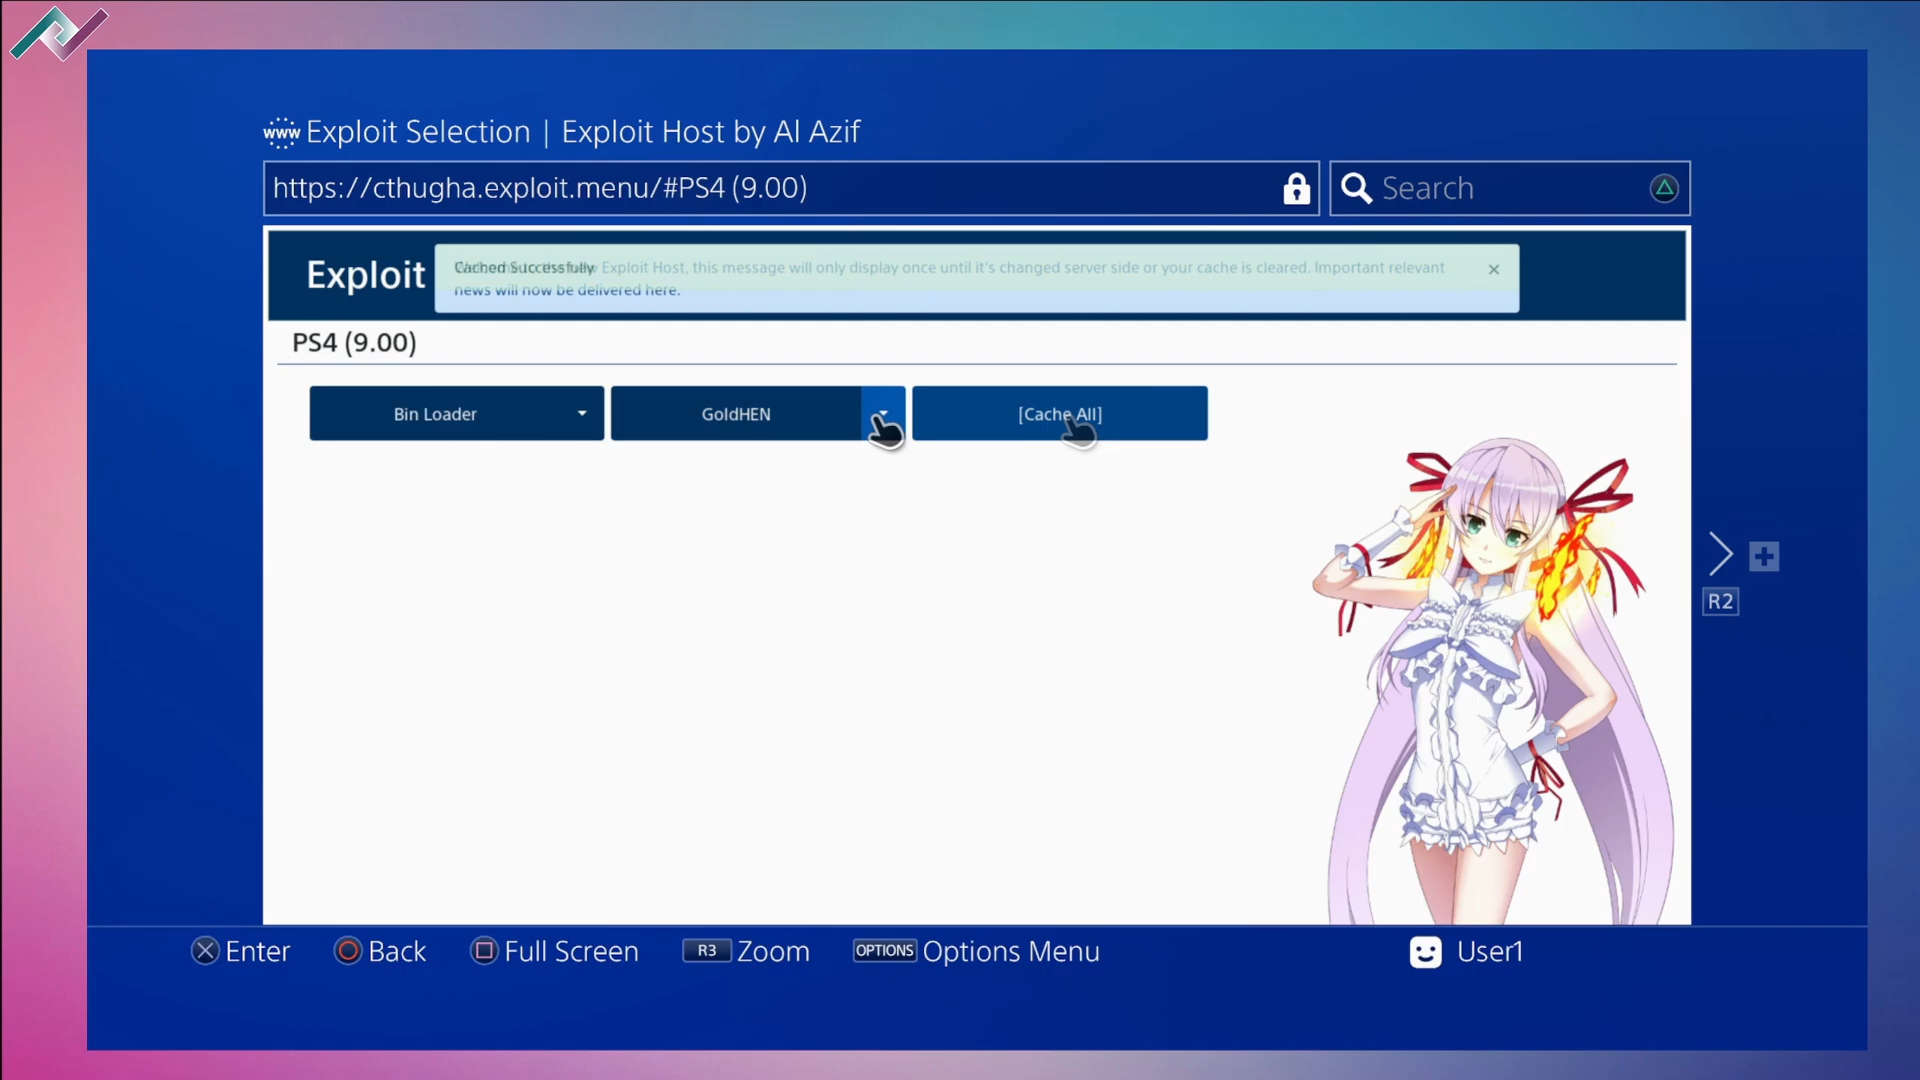 www Exploit Selection | Exploit Host by Al Azif
https://cthugha.exploit.menu/#PS4 (9.00)
Search
Exploit
Cached Successfully
Exploit Host, this message will only display once until it's changed server side or your cache is cleared. Important relevant
news will now be delivered here.
×
PS4 (9.00)
Bin Loader
GoldHEN
[Cache All]
R2
Enter
Back
Full Screen
R3 Zoom
OPTIONS Options Menu
User1